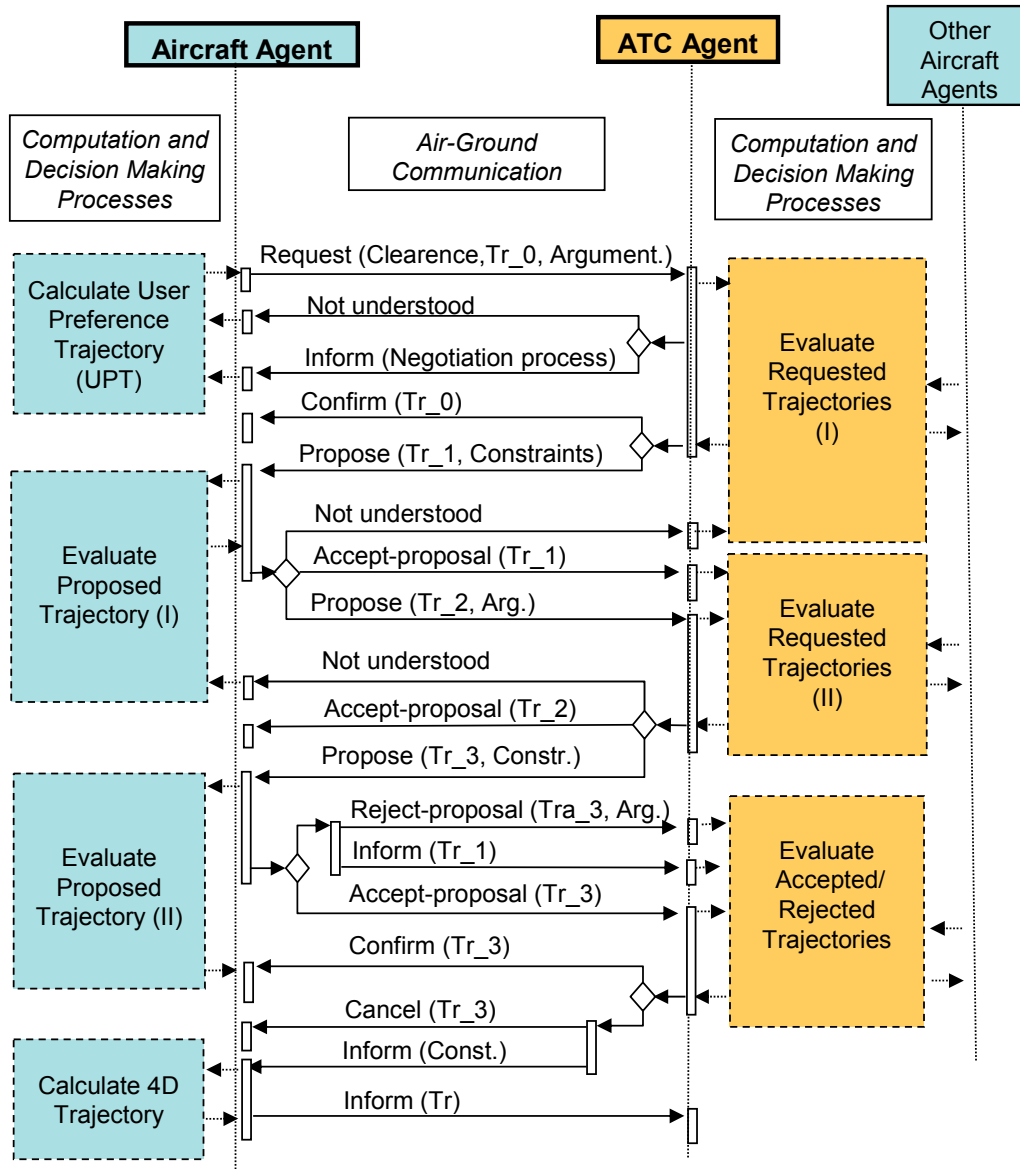 Aircraft Agent
ATC Agent
Other
Aircraft
Agents
Computation and
Decision Making
Processes
Air-Ground
Communication
Computation and
Decision Making
Processes
Request (Clearence,Tr_0, Argument.)
Calculate User
Preference
Trajectory
(UPT)
Not understood
Inform (Negotiation process)
Confirm (Tr_0)
Propose (Tr_1, Constraints)
Evaluate
Requested
Trajectories
(I)
Evaluate
Proposed
Trajectory (I)
Not understood
Accept-proposal (Tr_1)
Propose (Tr_2, Arg.)
Evaluate
Requested
Trajectories
(II)
Not understood
Accept-proposal (Tr_2)
Propose (Tr_3, Constr.)
Evaluate
Proposed
Trajectory (II)
Reject-proposal (Tra_3, Arg.)
Inform (Tr_1)
Accept-proposal (Tr_3)
Evaluate
Accepted/
Rejected
Trajectories
Confirm (Tr_3)
Cancel (Tr_3)
Inform (Const.)
Calculate 4D
Trajectory
Inform (Tr)